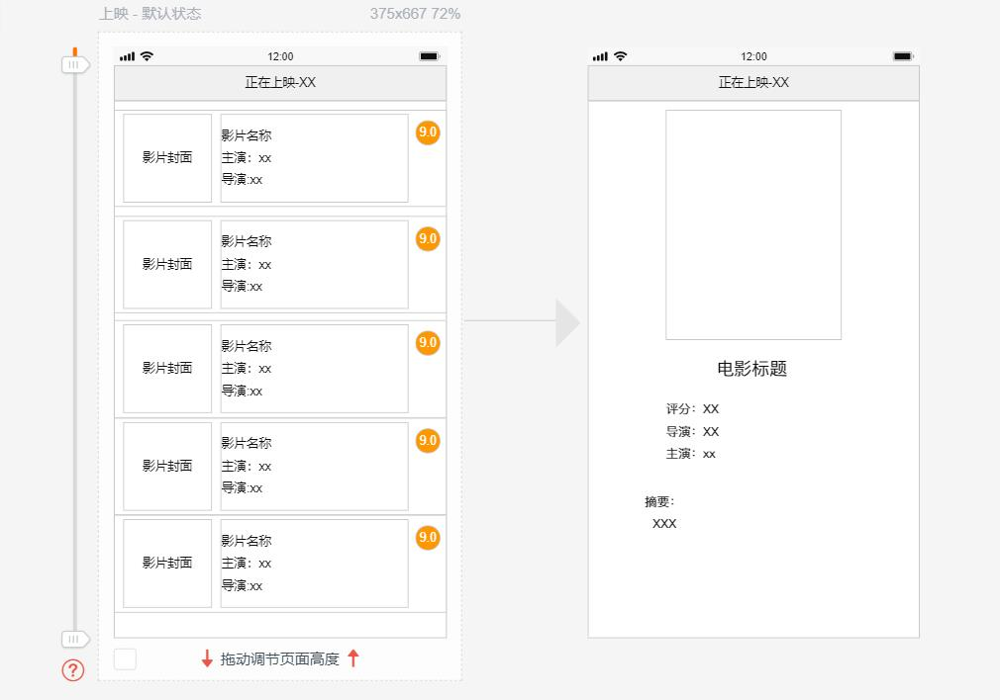 上映 - 默认状态
375x667 72%
12:00
正在上映-XX
影片封面
影片名称
主演：xx
导演:xx
9.0
影片封面
影片名称
主演：xx
导演:xx
9.0
影片封面
影片名称
主演：xx
导演:xx
9.0
影片封面
影片名称
主演：xx
导演:xx
9.0
影片封面
影片名称
主演：xx
导演:xx
9.0
拖动调节页面高度
?
12:00
正在上映-XX
电影标题
评分：XX
导演：XX
主演：xx
摘要：
XXX